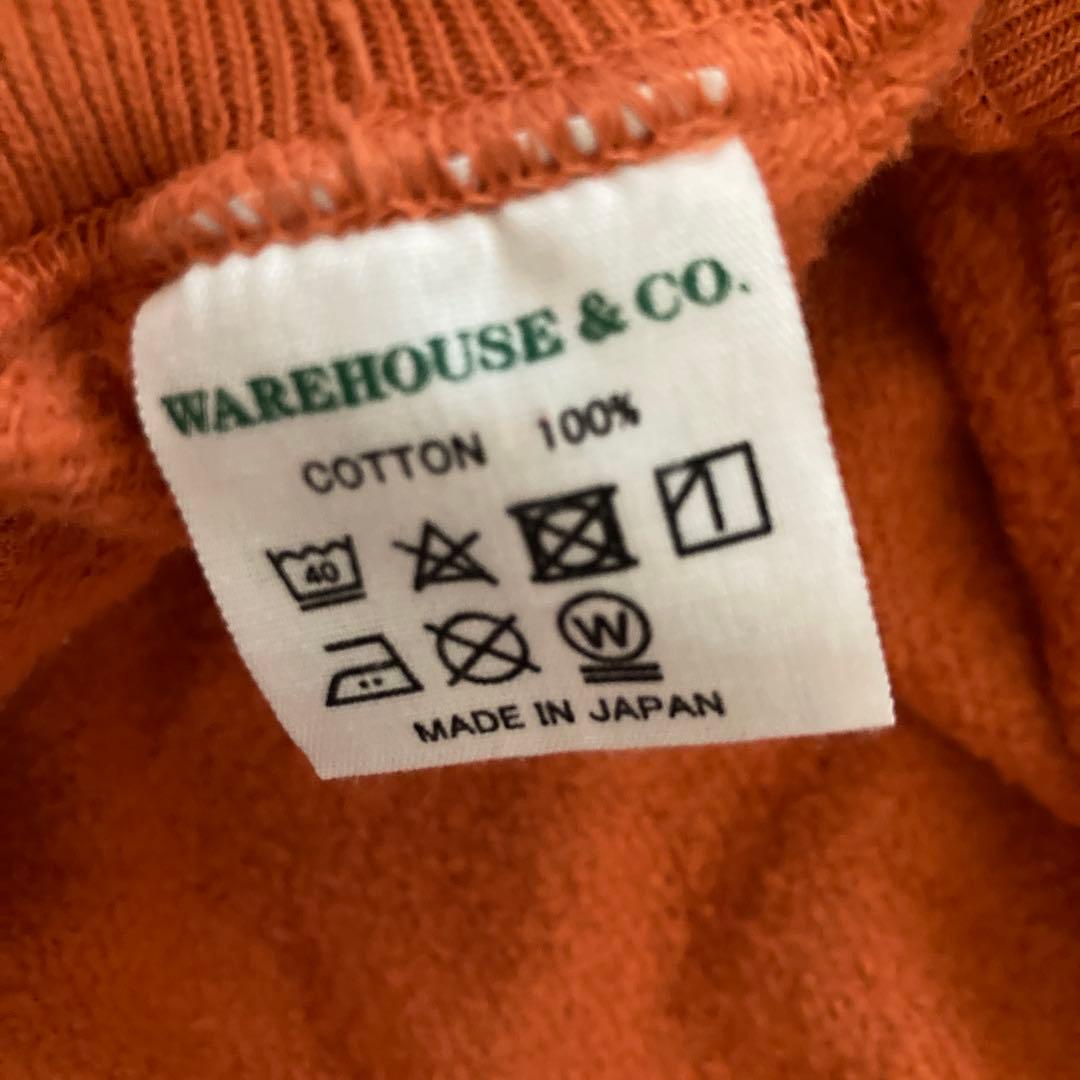 WAREHOUSE & CO.
COTTON 100%
40
W
MADE IN JAPAN